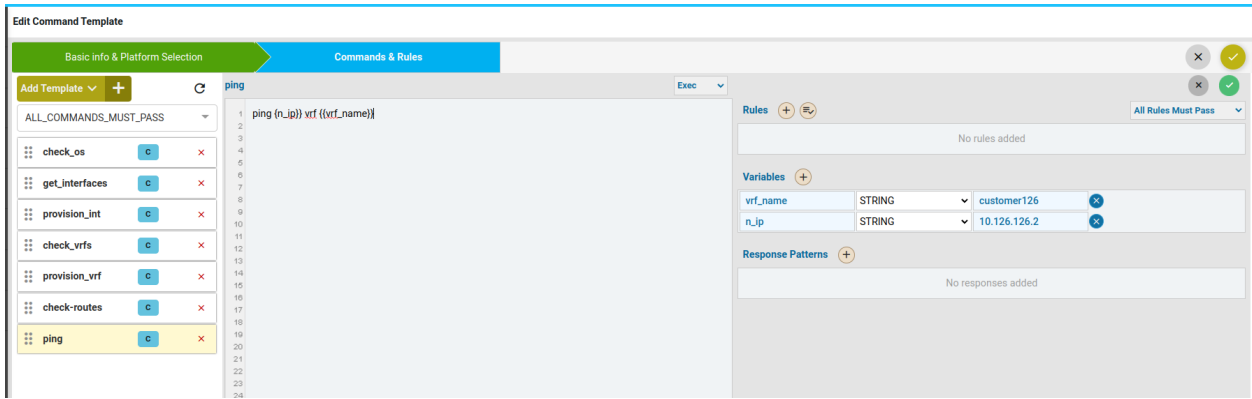 Edit Command Template
Basic info & Platform Selection
Commands & Rules
Add Template
ping
Exec
ALL_COMMANDS_MUST_PASS
check_os C
get_interfaces C
provision_int C
check_vrfs C
provision_vrf C
check-routes C
ping C
1 ping {n_ip}} vrf {{vrf_name}}
2
3
4
5
6
7
8
9
10
11
12
13
14
15
16
17
18
19
20
21
22
23
24
Rules
All Rules Must Pass
No rules added
Variables
vrf_name STRING customer126
n_ip STRING 10.126.126.2
Response Patterns
No responses added